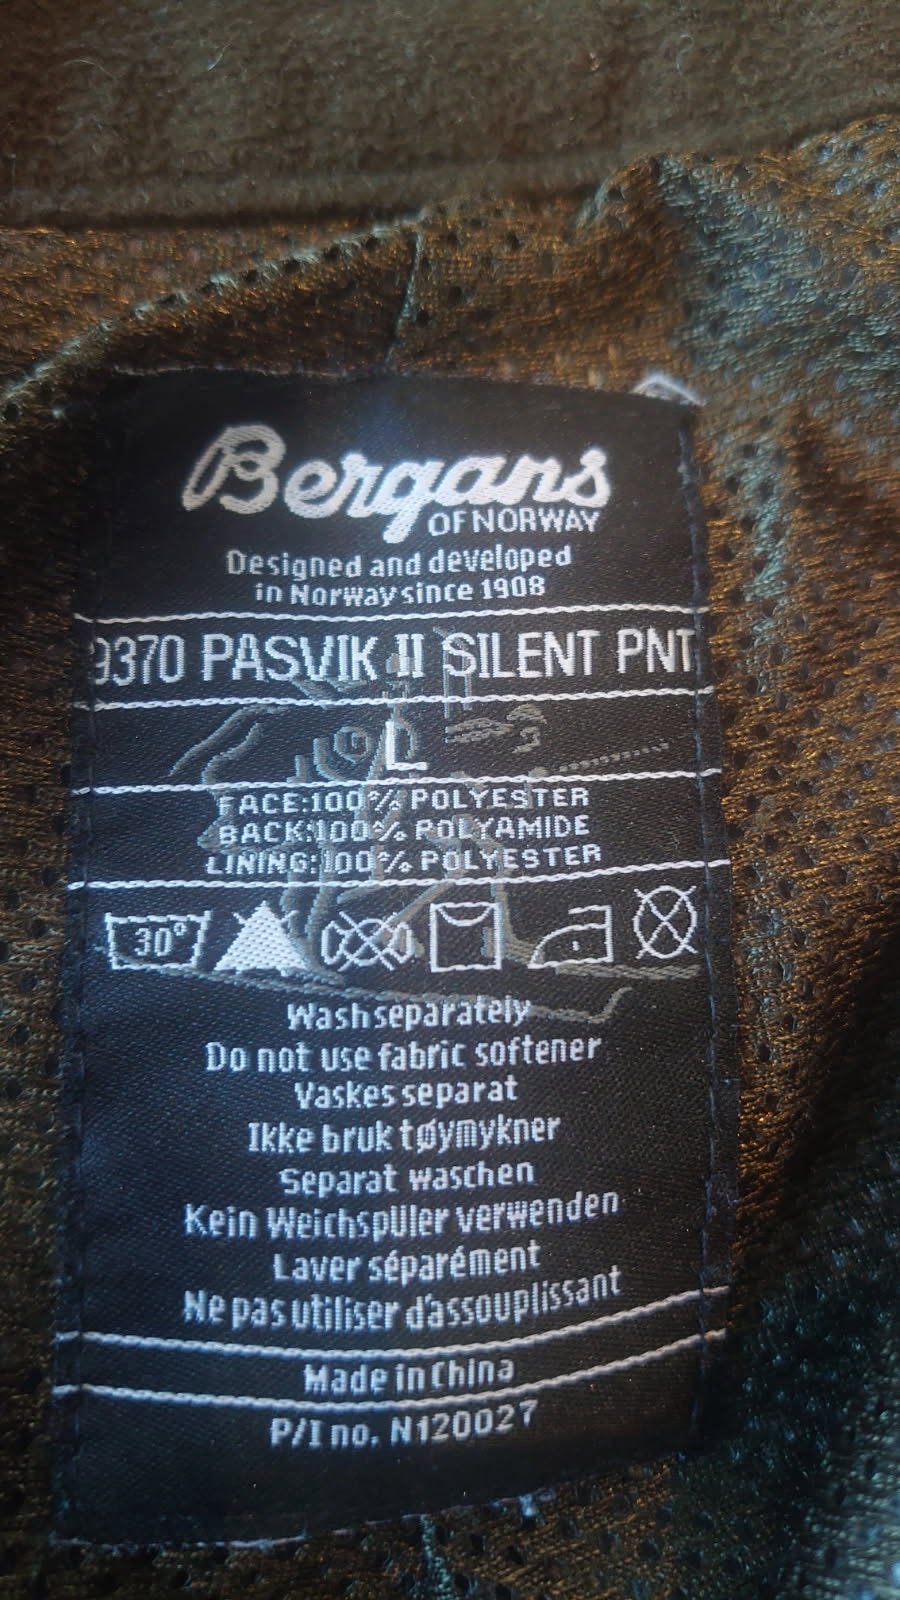 Bergans
OF NORWAY
Designed and developed
in Norway since 1908
9370 PASVIK II SILENT PNT
L
FACE:100% POLYESTER
BACK:100% POLYAMIDE
LINING:100% POLYESTER
30°
Wash separately
Do not use fabric softener
Vaskes separat
Ikke bruk tøymykner
Separat waschen
Kein Weichspüler verwenden
Laver séparément
Ne pas utiliser d'assouplissant
Made in China
P/I no. N120027